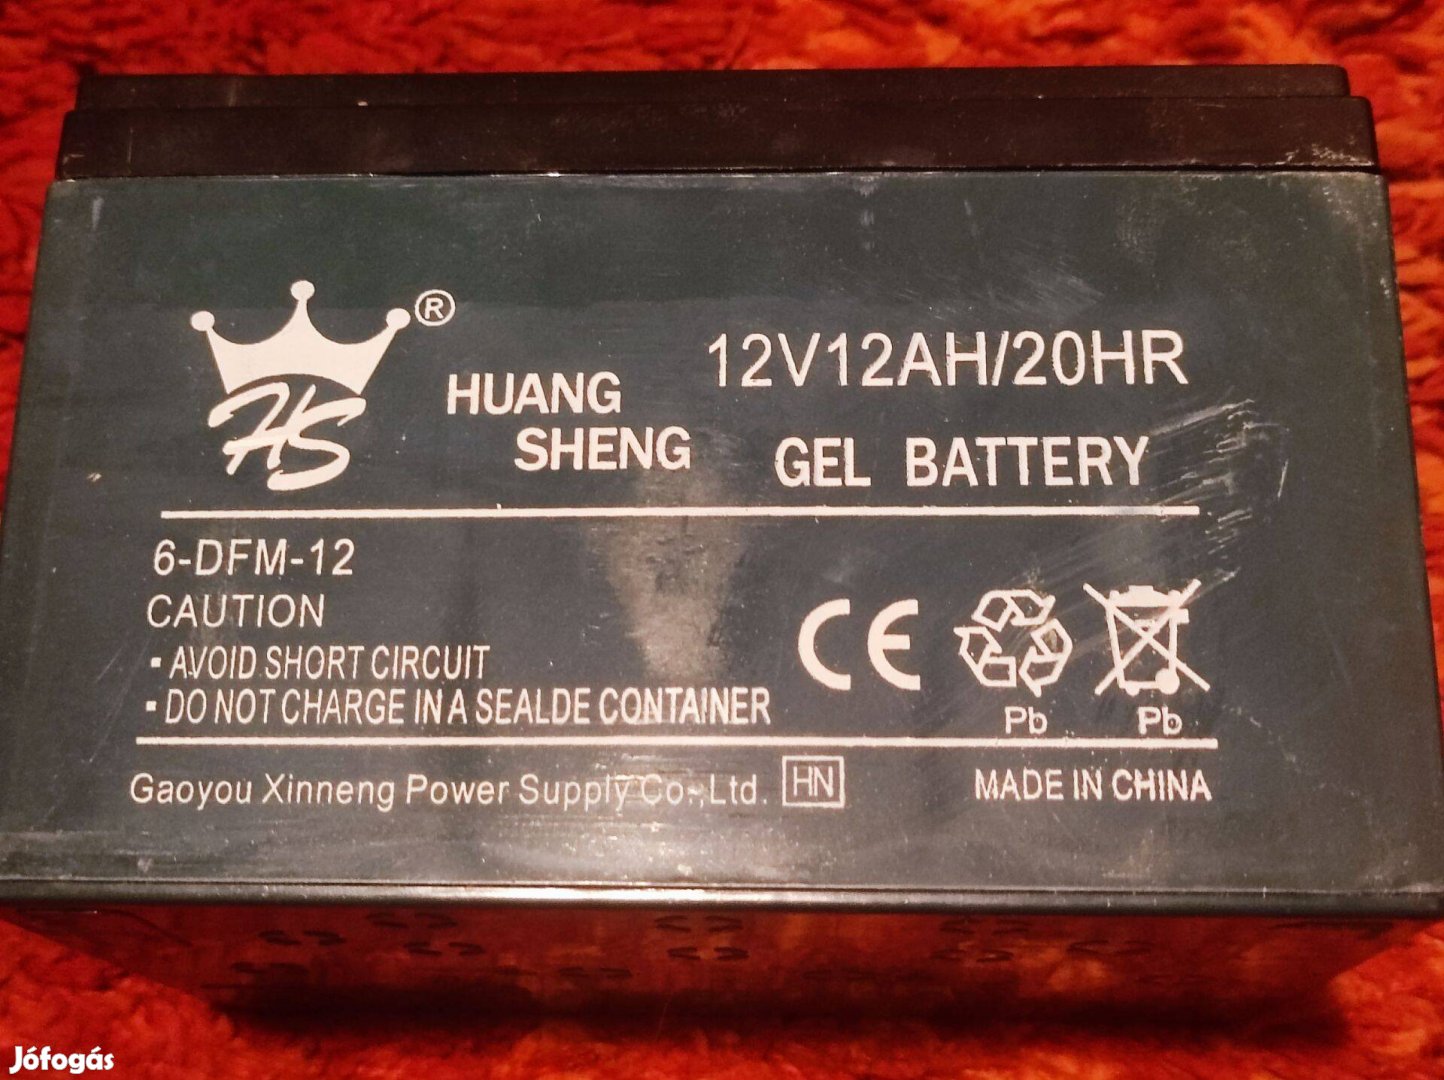 HS ®
HUANG
SHENG
12V12AH/20HR
GEL BATTERY
6-DFM-12
CAUTION
▪ AVOID SHORT CIRCUIT
▪ DO NOT CHARGE IN A SEALDE CONTAINER
CE
Pb Pb
Gaoyou Xinneng Power Supply Co.,Ltd. HN MADE IN CHINA
Jófogás